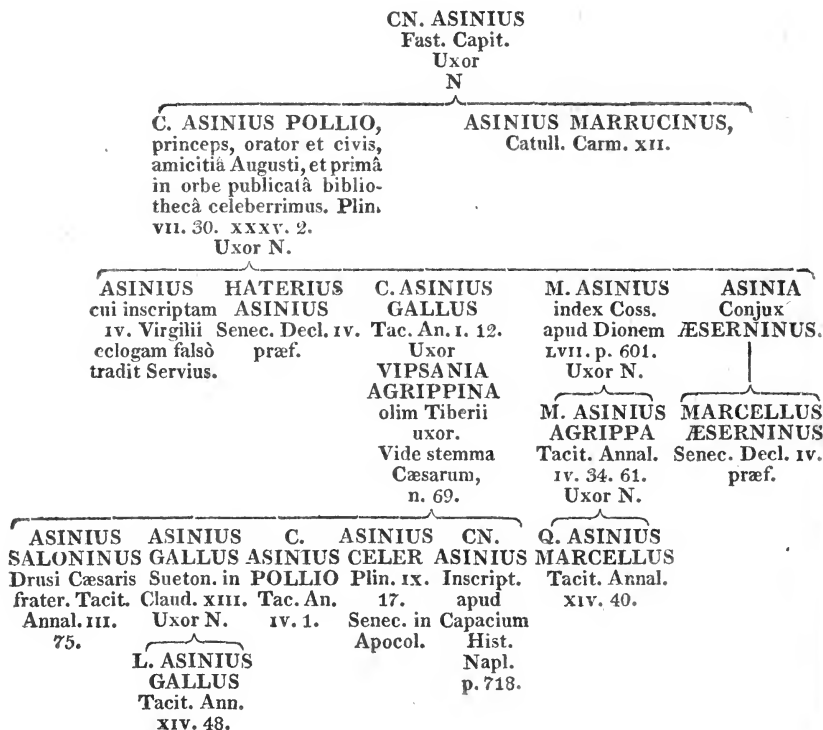 CN. ASINIUS
Fast. Capit.
Uxor
N
C. ASINIUS POLLIO,
princeps, orator et civis,
amicitiâ Augusti, et primâ
in orbe publicatâ biblio-
thecâ celeberrimus. Plin.
VII. 30. XXXV. 2.
Uxor N.
ASINIUS MARRUCINUS,
Catull. Carm. XII.
ASINIUS
cui inscriptam
IV. Virgilii
eclogam falsò
tradit Servius.
HATERIUS
ASINIUS
Senec. Decl. IV.
præf.
C. ASINIUS
GALLUS
Tac. An. I. 12.
Uxor
VIPSANIA
AGRIPPINA
olim Tiberii
uxor.
Vide stemma
Cæsarum,
n. 69.
M. ASINIUS
index Coss.
apud Dionem
LVII. p. 601.
Uxor N.
M. ASINIUS
AGRIPPA
Tacit. Annal.
IV. 34. 61.
Uxor N.
ASINIA
Conjux
ÆSERNINUS.
MARCELLUS
ÆSERNINUS
Senec. Decl. IV.
præf.
ASINIUS
SALONINUS
Drusi Cæsaris
frater. Tacit.
Annal. III.
75.
ASINIUS
GALLUS
Sueton. in
Claud. XIII.
Uxor N.
L. ASINIUS
GALLUS
Tacit. Ann.
XIV. 48.
C.
ASINIUS
POLLIO
Tac. An.
IV. 1.
ASINIUS
CELER
Plin. IX.
17.
Senec. in
Apocol.
CN.
ASINIUS
Inscript.
apud
Capacium
Hist.
Napl.
p. 718.
Q. ASINIUS
MARCELLUS
Tacit. Annal.
XIV. 40.